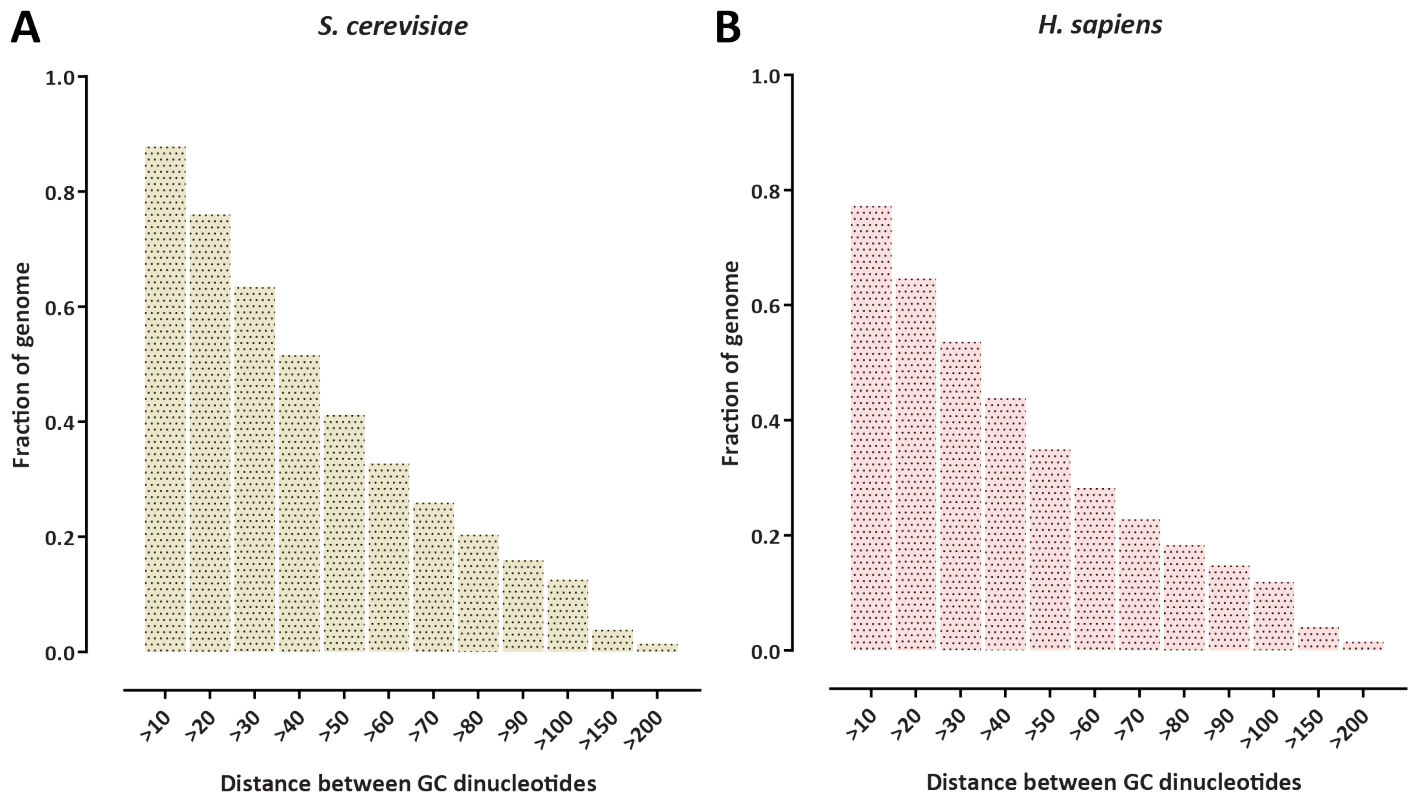 A
S. cerevisiae
1.0
0.8
0.6
0.4
0.2
0.0
Fraction of genome
>10 >20 >30 >40 >50 >60 >70 >80 >90 >100 >150 >200
Distance between GC dinucleotides
B
H. sapiens
1.0
0.8
0.6
0.4
0.2
0.0
Fraction of genome
>10 >20 >30 >40 >50 >60 >70 >80 >90 >100 >150 >200
Distance between GC dinucleotides